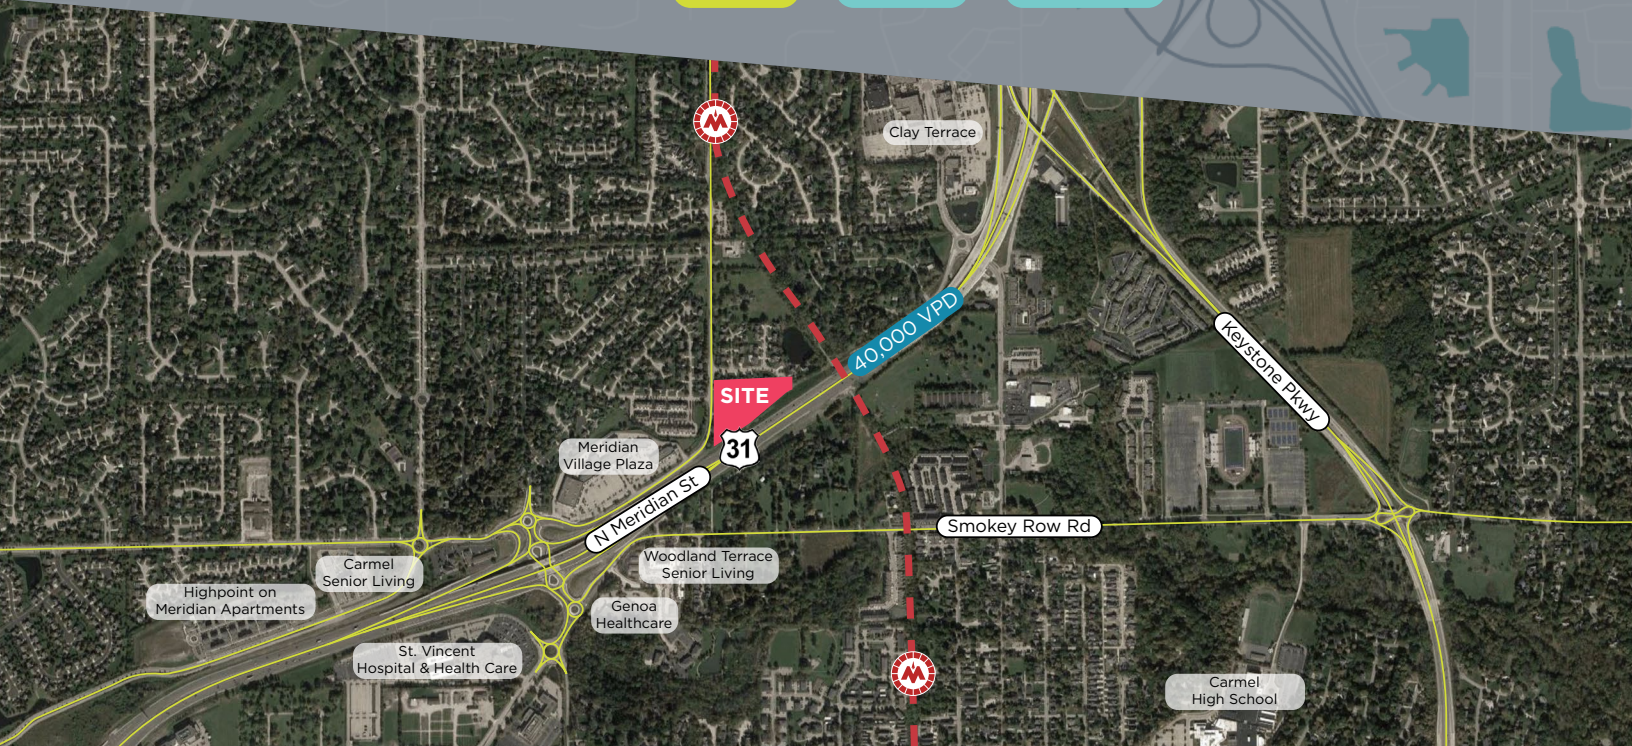 Clay Terrace
40,000 VPD
Keystone Pkwy
SITE
31
Meridian
Village Plaza
N Meridian St
Smokey Row Rd
Carmel
Senior Living
Woodland Terrace
Senior Living
Highpoint on
Meridian Apartments
Genoa
Healthcare
St. Vincent
Hospital & Health Care
Carmel
High School
M
M